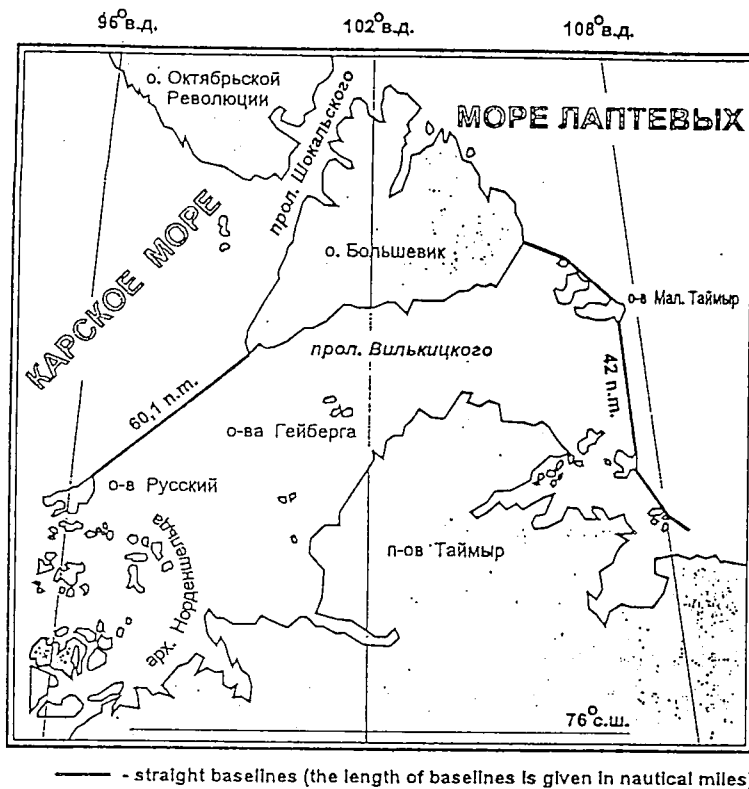 96°в.д.
102°в.д.
108°в.д.
о. Октябрьской
Революции
прол. Шокальского
МОРЕ ЛАПТЕВЫХ
КАРСКОЕ МОРЕ
о. Большевик
о-в Мал. Таймыр
прол. Вилькицкого
42 п.т.
60,1 п.т.
о-ва Гейберга
о-в Русский
арх. Норденшельда
п-ов Таймыр
76°с.ш.
- straight baselines (the length of baselines is given in nautical miles)